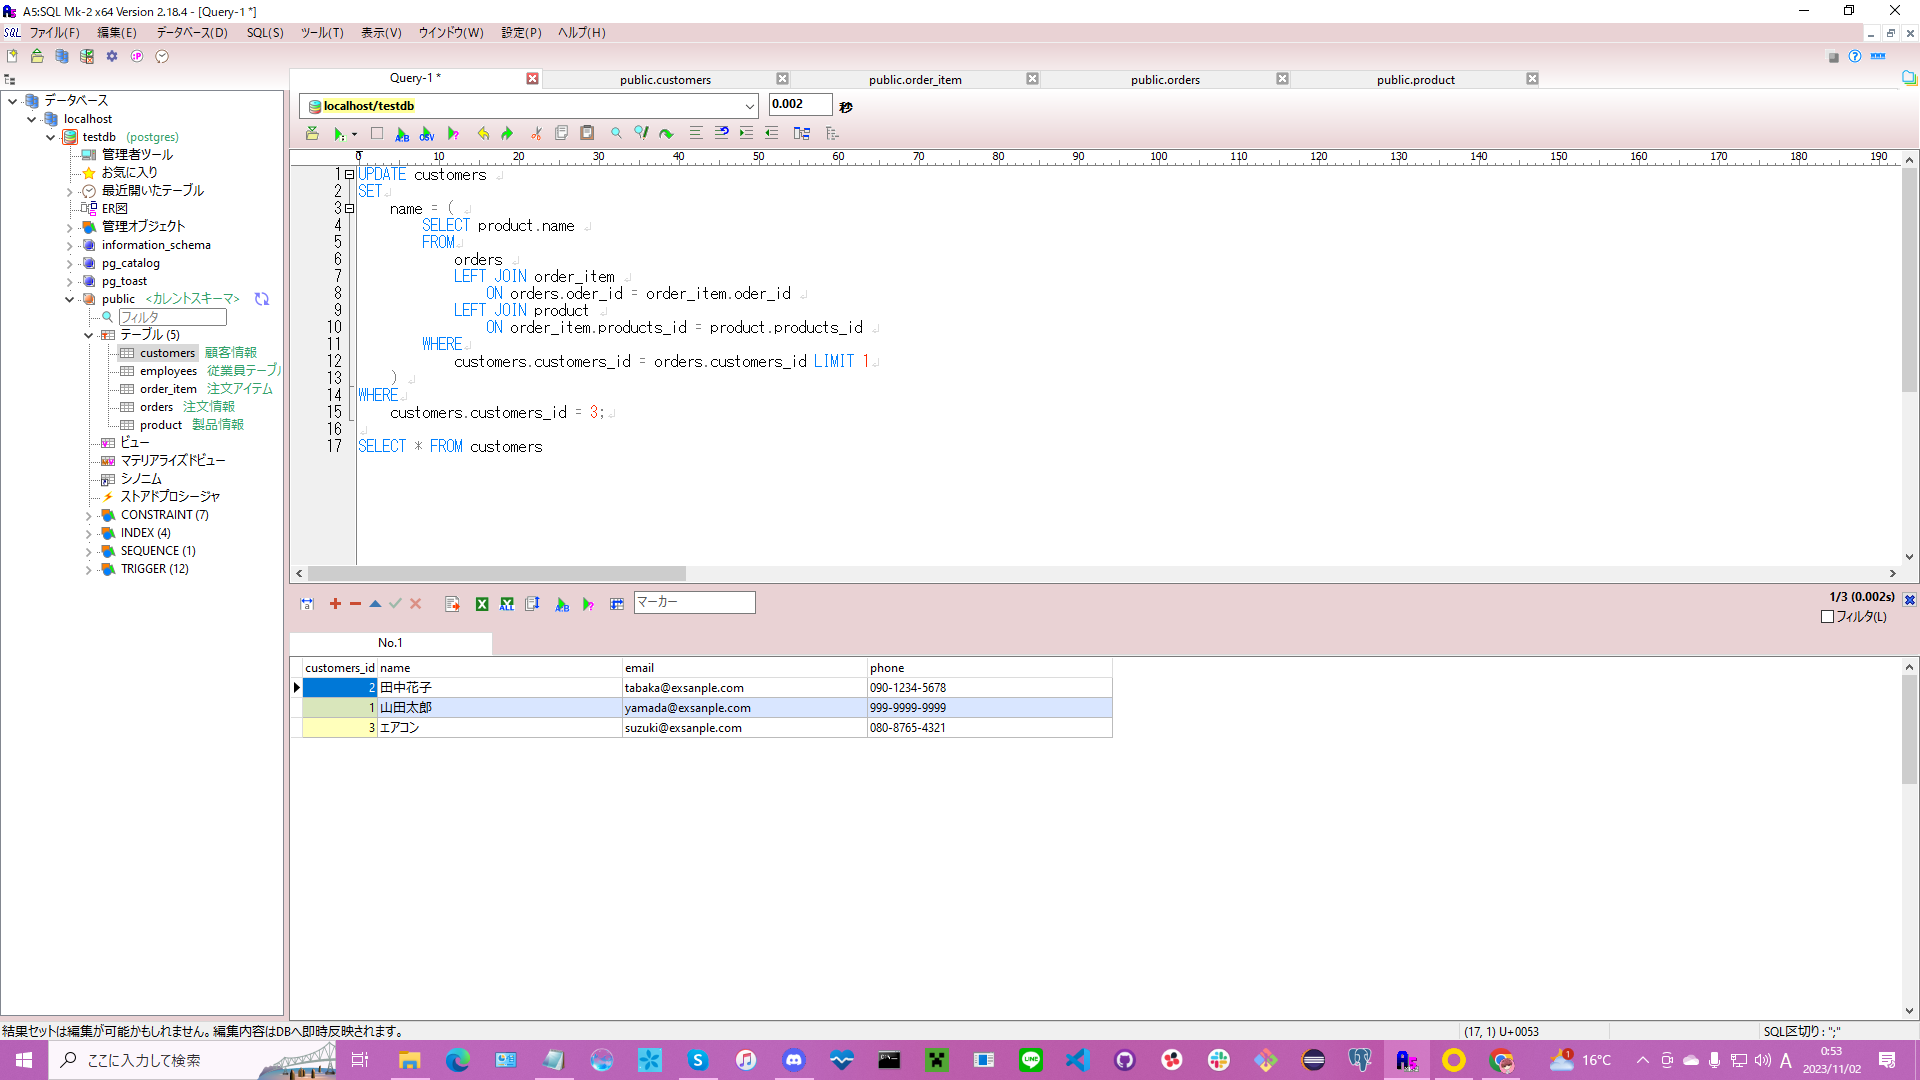 A5:SQL Mk-2 x64 Version 2.18.4 - [Query-1 *]
SQL ファイル(F) 編集(E) データベース(D) SQL(S) ツール(T) 表示(V) ウインドウ(W) 設定(P) ヘルプ(H)
Query-1 * public.customers public.order_item public.orders public.product
データベース
localhost
testdb (postgres)
管理者ツール
お気に入り
最近開いたテーブル
ER図
管理オブジェクト
information_schema
pg_catalog
pg_toast
public <カレントスキーマ>
フィルタ
テーブル (5)
customers 顧客情報
employees 従業員テーブル
order_item 注文アイテム
orders 注文情報
product 製品情報
ビュー
マテリアライズドビュー
シノニム
ストアドプロシージャ
CONSTRAINT (7)
INDEX (4)
SEQUENCE (1)
TRIGGER (12)
localhost/testdb 0.002 秒
0 10 20 30 40 50 60 70 80 90 100 110 120 130 140 150 160 170 180 190
1 UPDATE customers
2 SET
3 name = (
4 SELECT product.name
5 FROM
6 orders
7 LEFT JOIN order_item
8 ON orders.oder_id = order_item.oder_id
9 LEFT JOIN product
10 ON order_item.products_id = product.products_id
11 WHERE
12 customers.customers_id = orders.customers_id LIMIT 1
13 )
14 WHERE
15 customers.customers_id = 3;
16
17 SELECT * FROM customers
マーカー
1/3 (0.002s)
フィルタ(L)
No.1
customers_id name email phone
2 田中花子 tabaka@exsanple.com 090-1234-5678
1 山田太郎 yamada@exsanple.com 999-9999-9999
3 エアコン suzuki@exsanple.com 080-8765-4321
結果セットは編集が可能かもしれません。編集内容はDBへ即時反映されます。 (17, 1) U+0053 SQL区切り: ";"
ここに入力して検索
LINE
1
16°C
A
0:53
2023/11/02